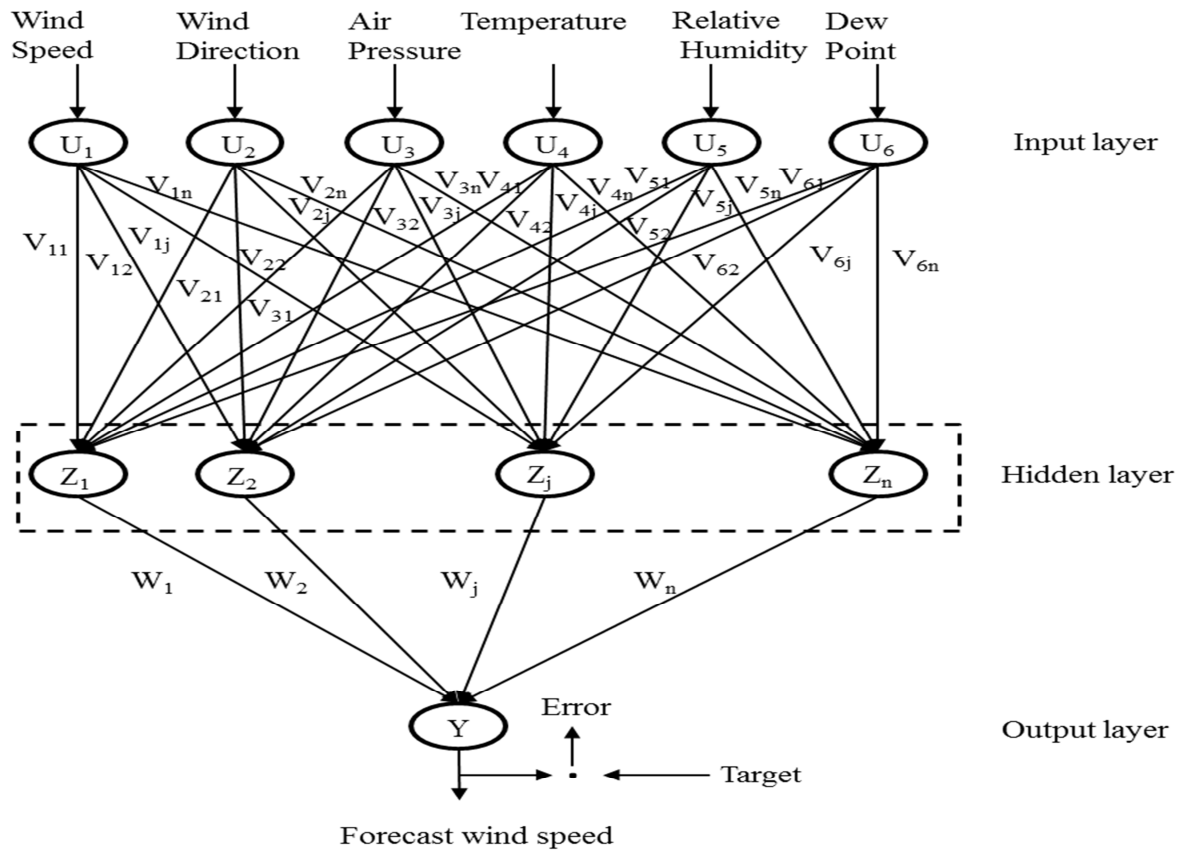 Wind Speed
Wind Direction
Air Pressure
Temperature
Relative Humidity
Dew Point
U1
U2
U3
U4
U5
U6
Input layer
V1n
V2n
V3n
V41
V4n
V51
V5n
V61
V2j
V32
V3j
V42
V4j
V52
V5j
V11
V12
V1j
V22
V62
V6j
V6n
V21
V31
Z1
Z2
Zj
Zn
Hidden layer
W1
W2
Wj
Wn
Error
Y
Output layer
Target
Forecast wind speed